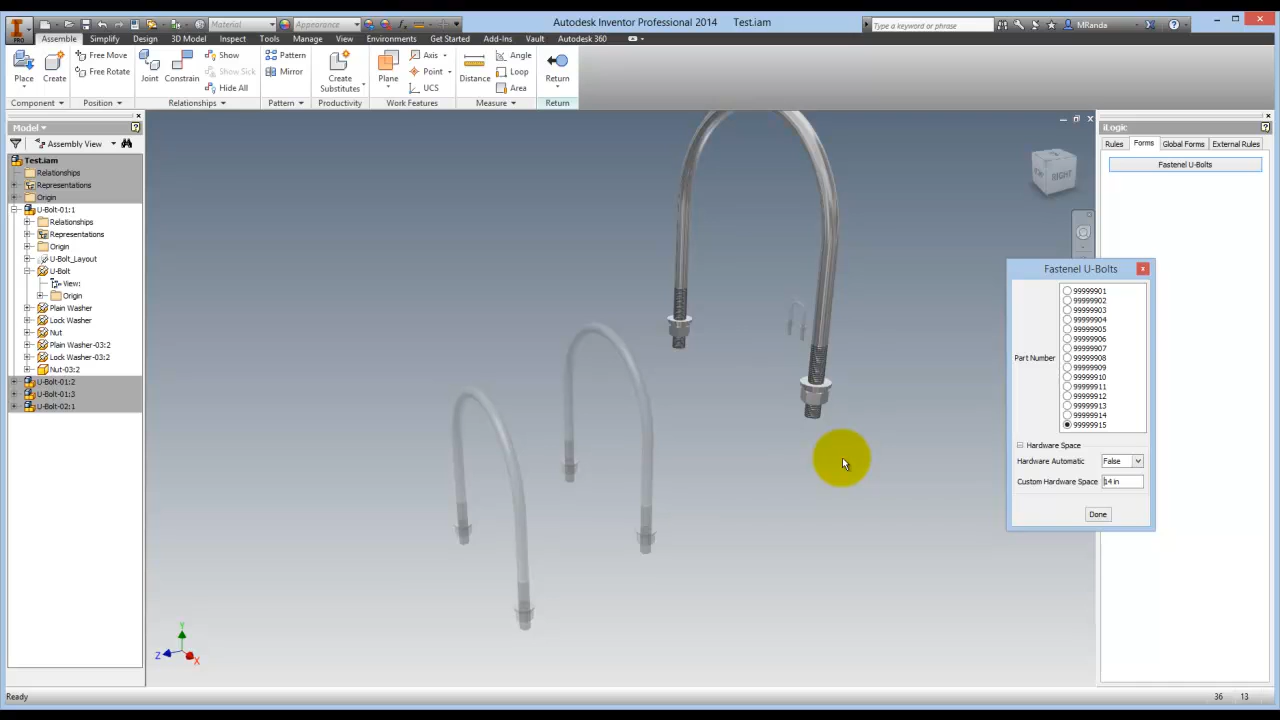 Material
Appearance
Autodesk Inventor Professional 2014 Test.iam
Type a keyword or phrase
MRanda
PRO
Assemble Simplify Design 3D Model Inspect Tools Manage View Environments Get Started Add-Ins Vault Autodesk 360
Place
Create
Free Move
Free Rotate
Joint
Constrain
Show
Show Sick
Hide All
Pattern
Mirror
Create
Substitutes
Plane
Axis
Point
UCS
Distance
Angle
Loop
Area
Return
Component
Position
Relationships
Pattern
Productivity
Work Features
Measure
Return
Model
Assembly View
Test.iam
Relationships
Representations
Origin
U-Bolt-01:1
Relationships
Representations
Origin
U-Bolt_Layout
U-Bolt
View:
Origin
Plain Washer
Lock Washer
Nut
Plain Washer-03:2
Lock Washer-03:2
Nut-03:2
U-Bolt-01:2
U-Bolt-01:3
U-Bolt-02:1
RIGHT
Y
Z
X
iLogic
Rules Forms Global Forms External Rules
Fastenel U-Bolts
Fastenel U-Bolts
Part Number
99999901
99999902
99999903
99999904
99999905
99999906
99999907
99999908
99999909
99999910
99999911
99999912
99999913
99999914
99999915
Hardware Space
Hardware Automatic False
Custom Hardware Space 14 in
Done
Ready
36 13